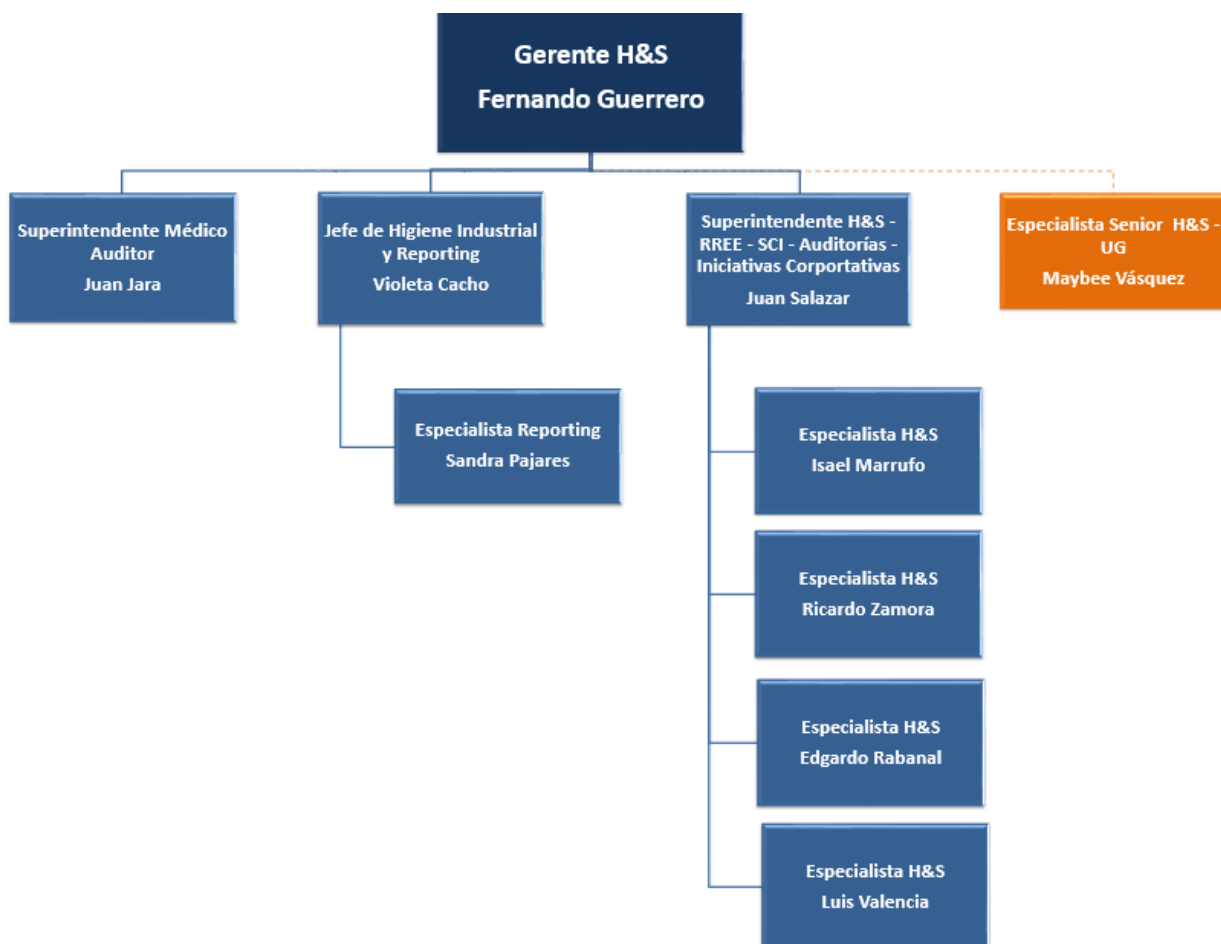 Gerente H&S
Fernando Guerrero
Superintendente Médico
Auditor
Juan Jara
Jefe de Higiene Industrial
y Reporting
Violeta Cacho
Superintendente H&S -
RREE - SCI - Auditorías -
Iniciativas Corportativas
Juan Salazar
Especialista Senior H&S -
UG
Maybee Vásquez
Especialista Reporting
Sandra Pajares
Especialista H&S
Isael Marrufo
Especialista H&S
Ricardo Zamora
Especialista H&S
Edgardo Rabanal
Especialista H&S
Luis Valencia